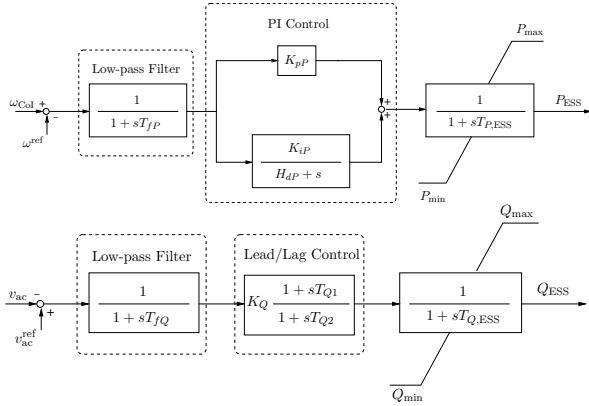 PI Control
P_max
Low-pass Filter
K_pP
ω_CoI + - 1 / (1 + sT_fP) + + 1 / (1 + sT_P,ESS) P_ESS
ω^ref
K_iP / (H_dP + s)
P_min
Q_max
Low-pass Filter
Lead/Lag Control
v_ac - + 1 / (1 + sT_fQ) K_Q (1 + sT_Q1) / (1 + sT_Q2) 1 / (1 + sT_Q,ESS) Q_ESS
v_ac^ref
Q_min